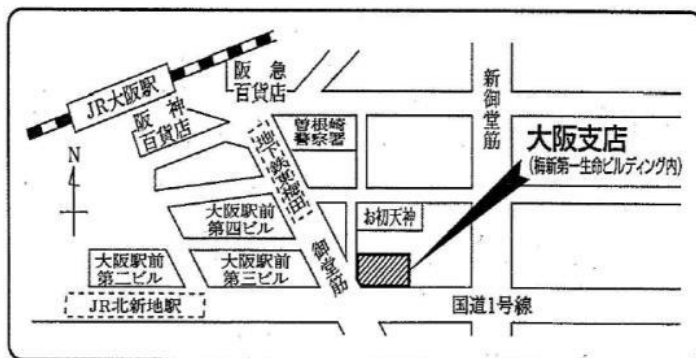 JR大阪駅
阪急
百貨店
阪神
百貨店
新御堂筋
曽根崎
警察署
地下鉄東梅田
大阪支店
(梅新第一生命ビルディング内)
N
大阪駅前
第四ビル
お初天神
御堂筋
大阪駅前
第二ビル
大阪駅前
第三ビル
JR北新地駅
国道1号線